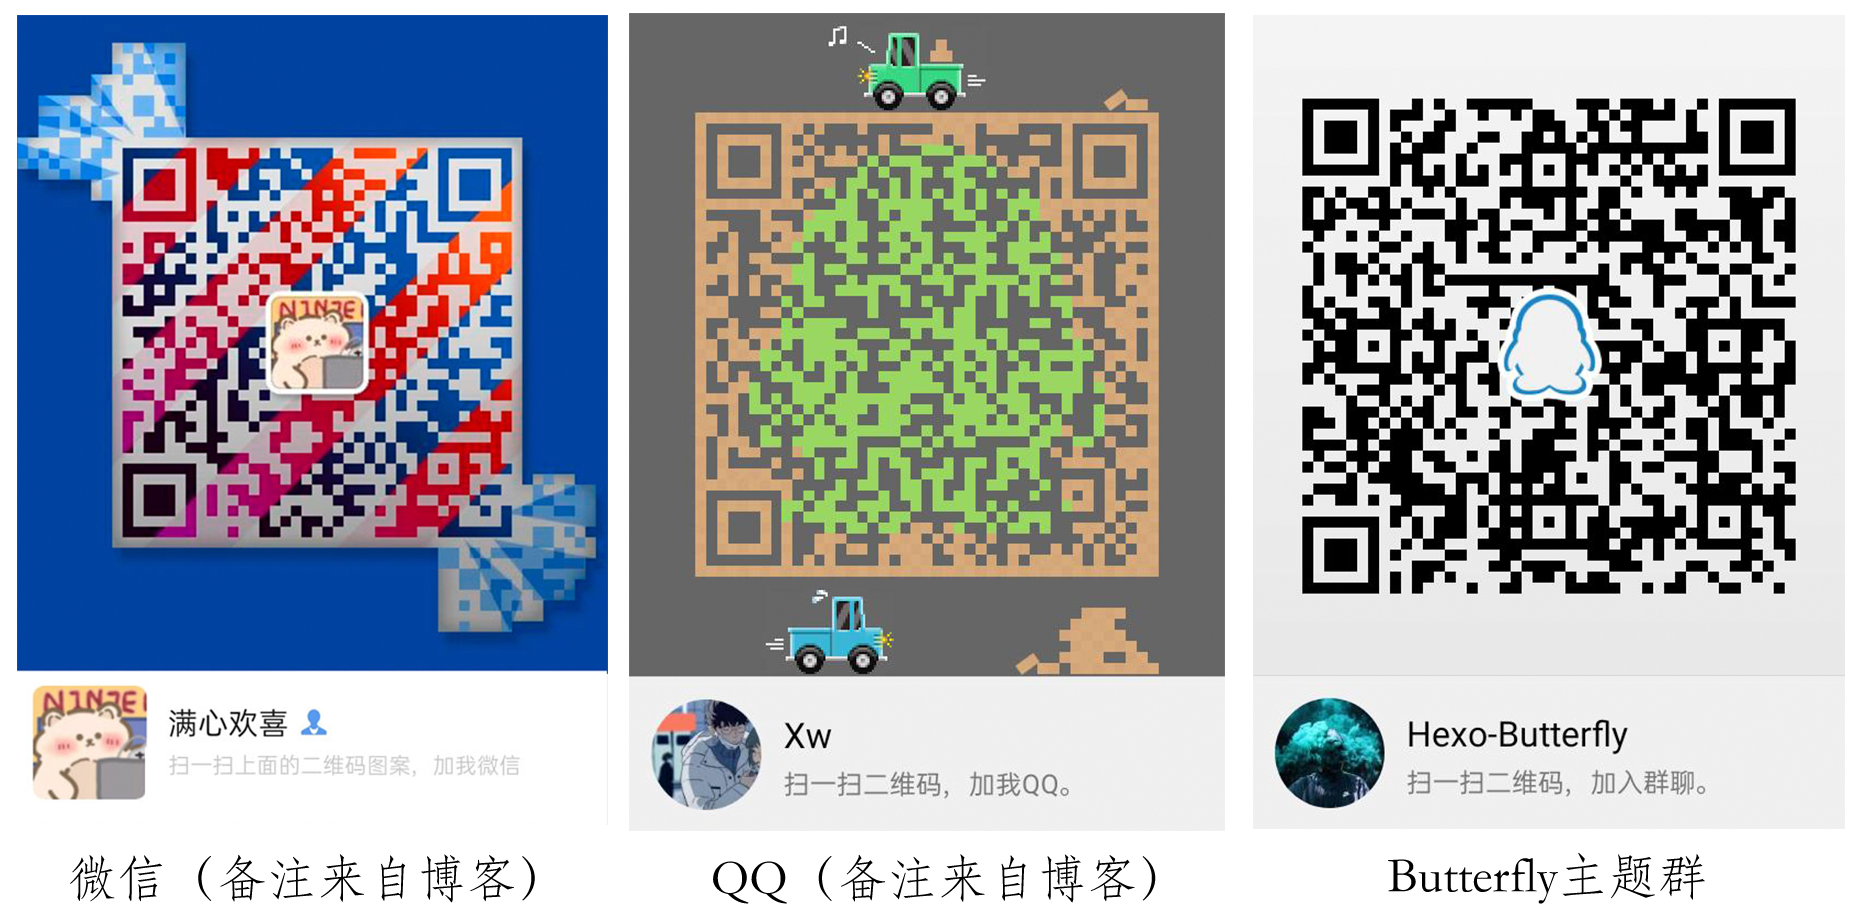 NINJE
NINJE
满心欢喜
扫一扫上面的二维码图案，加我微信
微信（备注来自博客）
Xw
扫一扫二维码，加我QQ。
QQ（备注来自博客）
Hexo-Butterfly
扫一扫二维码，加入群聊。
Butterfly主题群